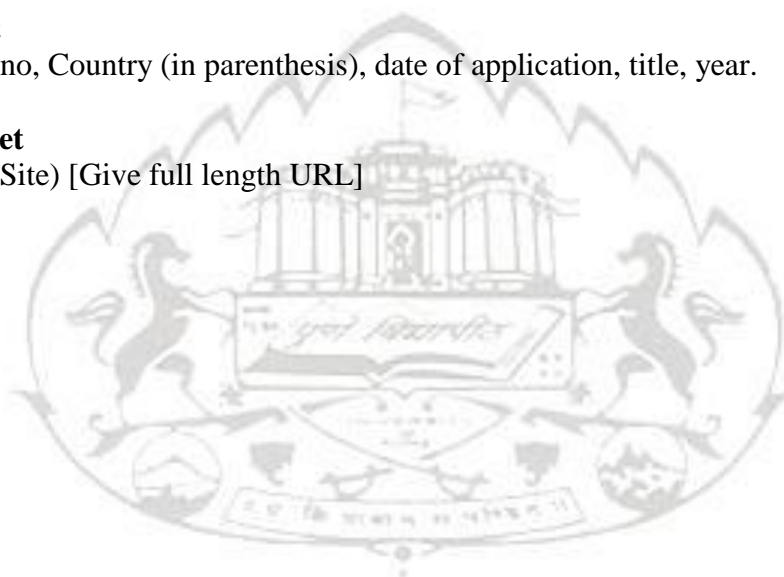 no, Country (in parenthesis), date of application, title, year.
et
Site) [Give full length URL]